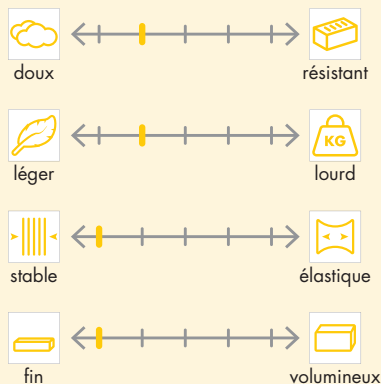 doux résistant
KG
léger lourd
stable élastique
fin volumineux